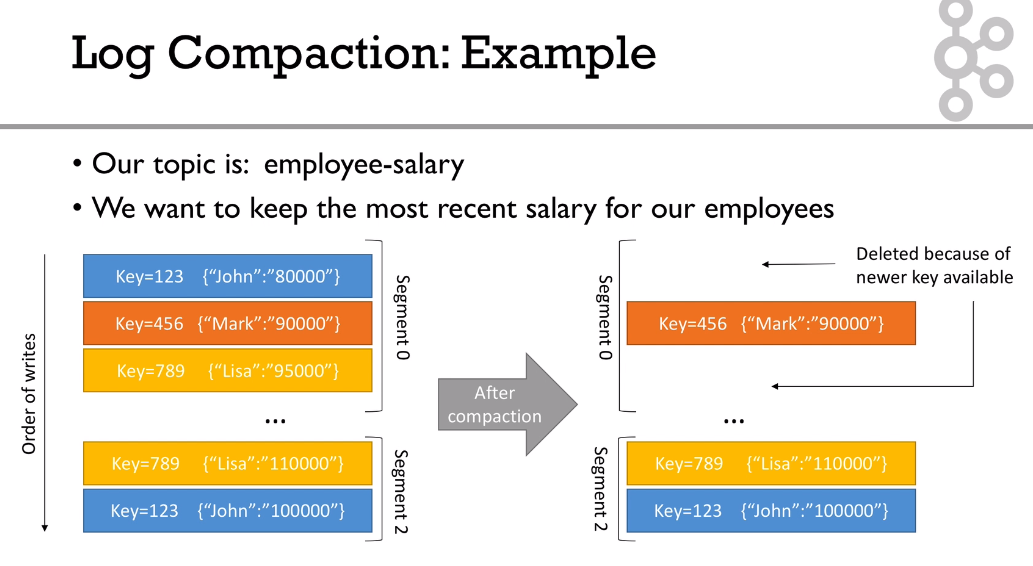 Log Compaction: Example
• Our topic is: employee-salary
• We want to keep the most recent salary for our employees
Order of writes
Key=123 {“John”:”80000”}
Key=456 {“Mark”:”90000”}
Key=789 {“Lisa”:”95000”}
Segment 0
...
Key=789 {“Lisa”:”110000”}
Key=123 {“John”:”100000”}
Segment 2
After
compaction
Segment 0
Deleted because of
newer key available
Key=456 {“Mark”:”90000”}
...
Segment 2
Key=789 {“Lisa”:”110000”}
Key=123 {“John”:”100000”}